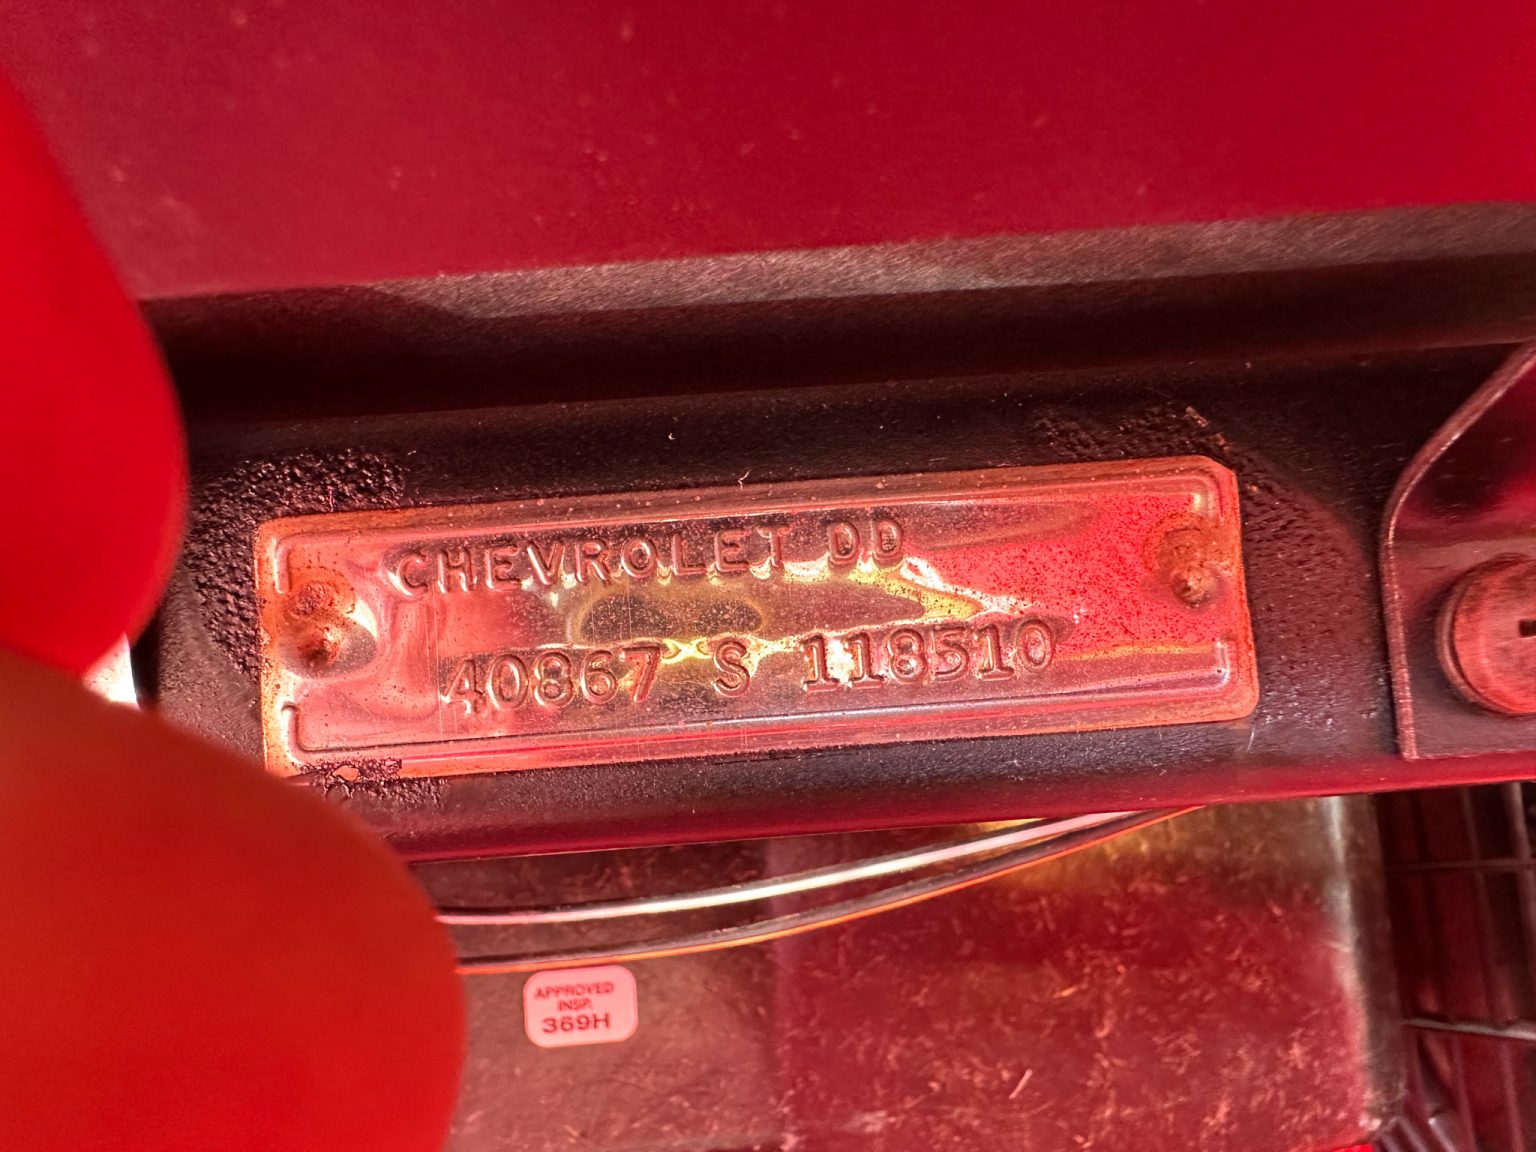 CHEVROLET DD
40867 S 118510
APPROVED
INSP.
369H